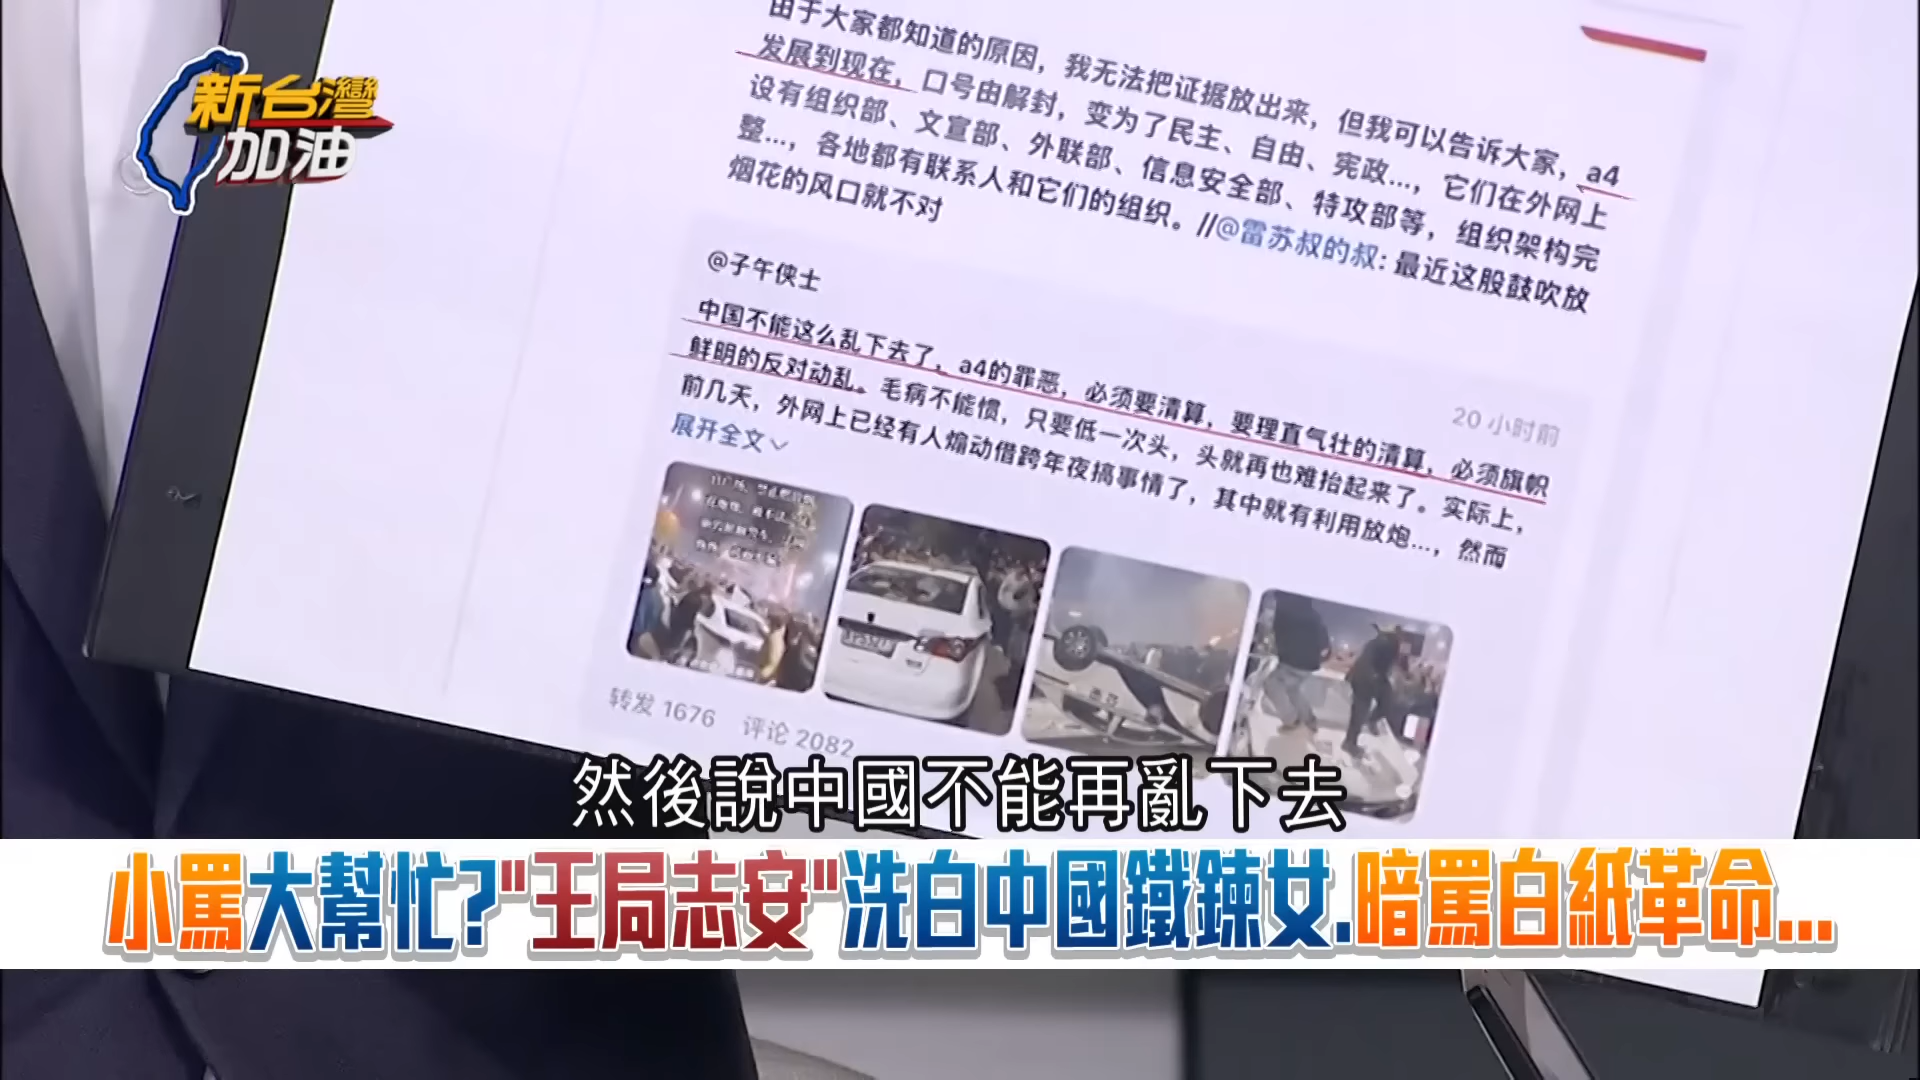 新台灣
加油
由于大家都知道的原因，我无法把证据放出来，但我可以告诉大家，a4
发展到现在，口号由解封，变为了民主、自由、宪政...，它们在外网上
设有组织部、文宣部、外联部、信息安全部、特攻部等，组织架构完
整...，各地都有联系人和它们的组织。//@雷苏叔的叔: 最近这股鼓吹放
烟花的风口就不对
@子午侠士
20 小时前
中国不能这么乱下去了，a4的罪恶，必须要清算，要理直气壮的清算，必须旗帜
鲜明的反对动乱。毛病不能惯，只要低一次头，头就再也难抬起来了。实际上，
前几天，外网上已经有人煽动借跨年夜搞事情了，其中就有利用放炮...，然而
展开全文
转发 1676 评论 2082
然後說中國不能再亂下去
小罵大幫忙?"王局志安"洗白中國鐵鍊女.暗罵白紙革命...